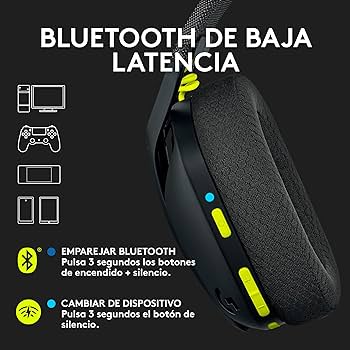 BLUETOOTH DE BAJA
LATENCIA
EMPAREJAR BLUETOOTH
Pulsa 3 segundos los botones
de encendido + silencio.
CAMBIAR DE DISPOSITIVO
Pulsa 3 segundos el botón de
silencio.